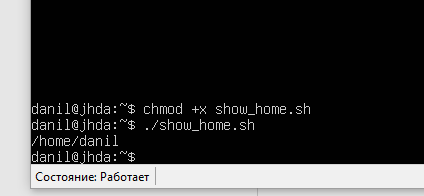 danil@jhda:~$ chmod +x show_home.sh
danil@jhda:~$ ./show_home.sh
/home/danil
danil@jhda:~$
Состояние: Работает